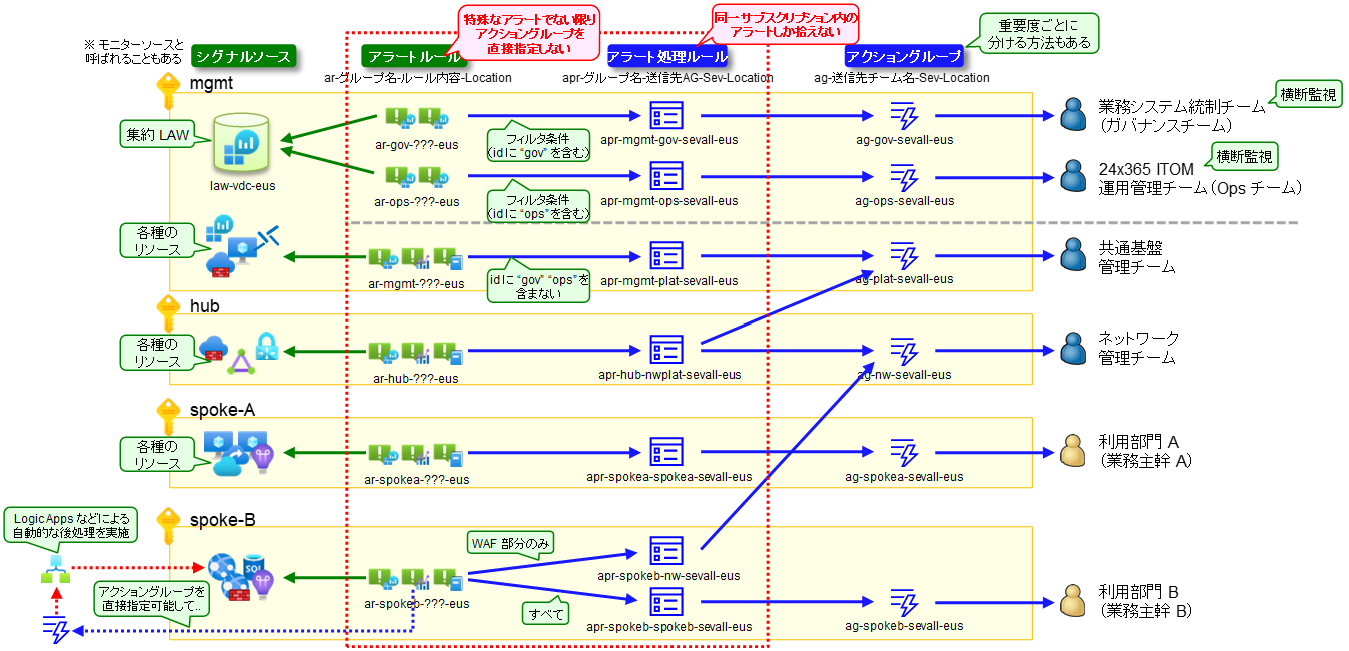 ※ モニターソースと
呼ばれることもある
シグナルソース
アラートルール
特殊なアラートでない限り
アクショングループを
直接指定しない
アラート処理ルール
同一サブスクリプション内の
アラートしか拾えない
アクショングループ
重要度ごとに
分ける方法もある
ar-グループ名-ルール内容-Location
apr-グループ名-送信先AG-Sev-Location
ag-送信先チーム名-Sev-Location
mgmt
集約 LAW
law-vdc-eus
ar-gov-???-eus
フィルタ条件
(idに “gov” を含む)
apr-mgmt-gov-sevall-eus
ag-gov-sevall-eus
業務システム統制チーム
（ガバナンスチーム）
横断監視
ar-ops-???-eus
フィルタ条件
(idに “ops” を含む)
apr-mgmt-ops-sevall-eus
ag-ops-sevall-eus
24x365 ITOM
運用管理チーム（Ops チーム）
横断監視
各種の
リソース
ar-mgmt-???-eus
idに “gov” “ops” を
含まない
apr-mgmt-plat-sevall-eus
ag-plat-sevall-eus
共通基盤
管理チーム
hub
各種の
リソース
ar-hub-???-eus
apr-hub-nwplat-sevall-eus
ag-nw-sevall-eus
ネットワーク
管理チーム
spoke-A
各種の
リソース
ar-spokea-???-eus
apr-spokea-spokea-sevall-eus
ag-spokea-sevall-eus
利用部門 A
（業務主幹 A）
spoke-B
Logic Apps などによる
自動的な後処理を実施
SQL
アクショングループを
直接指定可能して..
ar-spokeb-???-eus
WAF 部分のみ
すべて
apr-spokeb-nw-sevall-eus
apr-spokeb-spokeb-sevall-eus
ag-spokeb-sevall-eus
利用部門 B
（業務主幹 B）